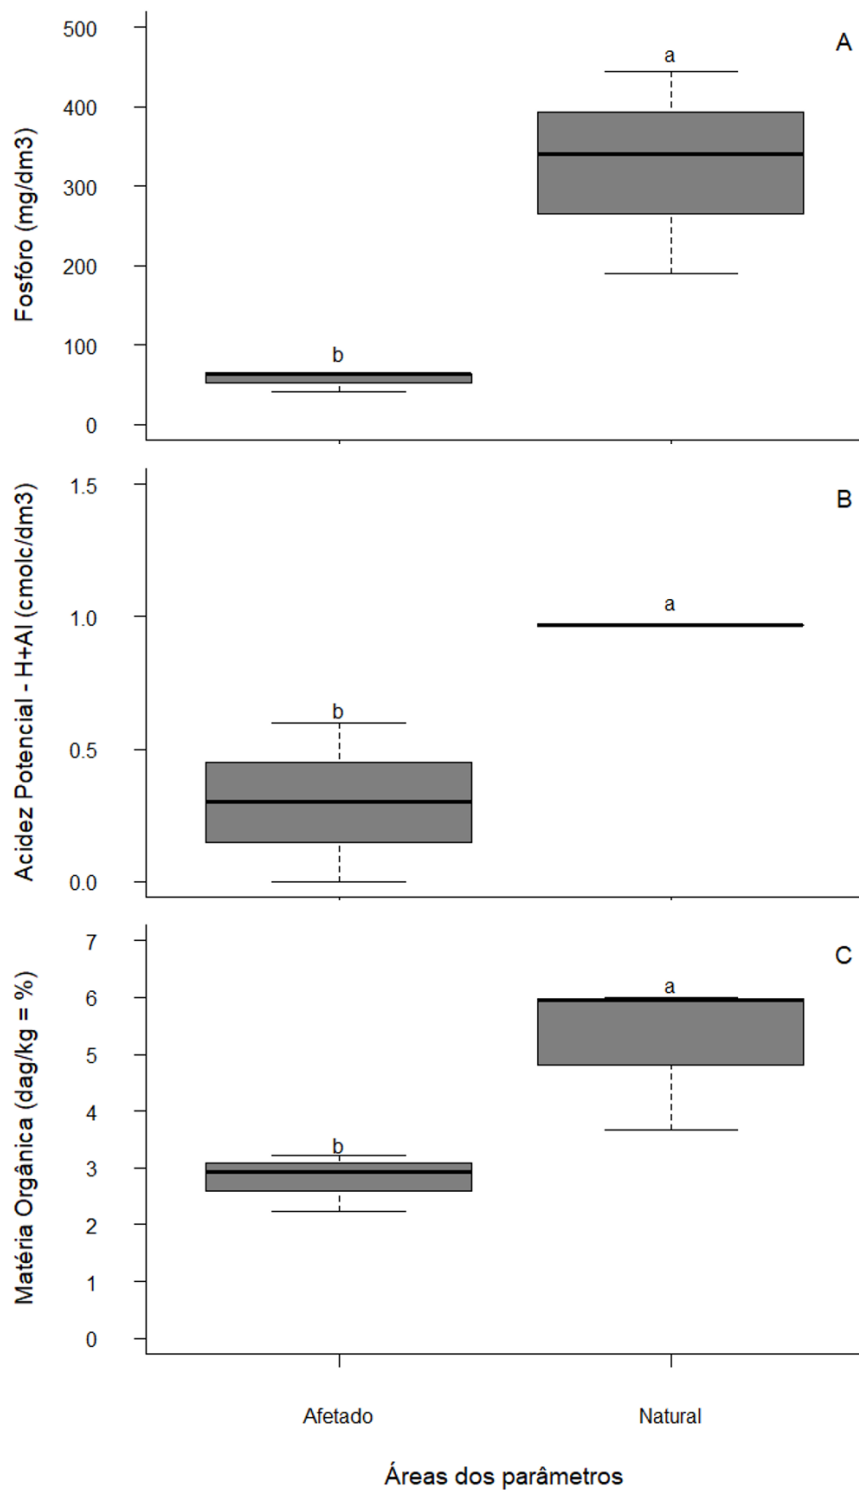 A
Fosfóro (mg/dm3)
500
400
300
200
100
0
b
a
B
Acidez Potencial - H+Al (cmolc/dm3)
1.5
1.0
0.5
0.0
b
a
C
Matéria Orgânica (dag/kg = %)
7
6
5
4
3
2
1
0
b
a
Afetado
Natural
Áreas dos parâmetros